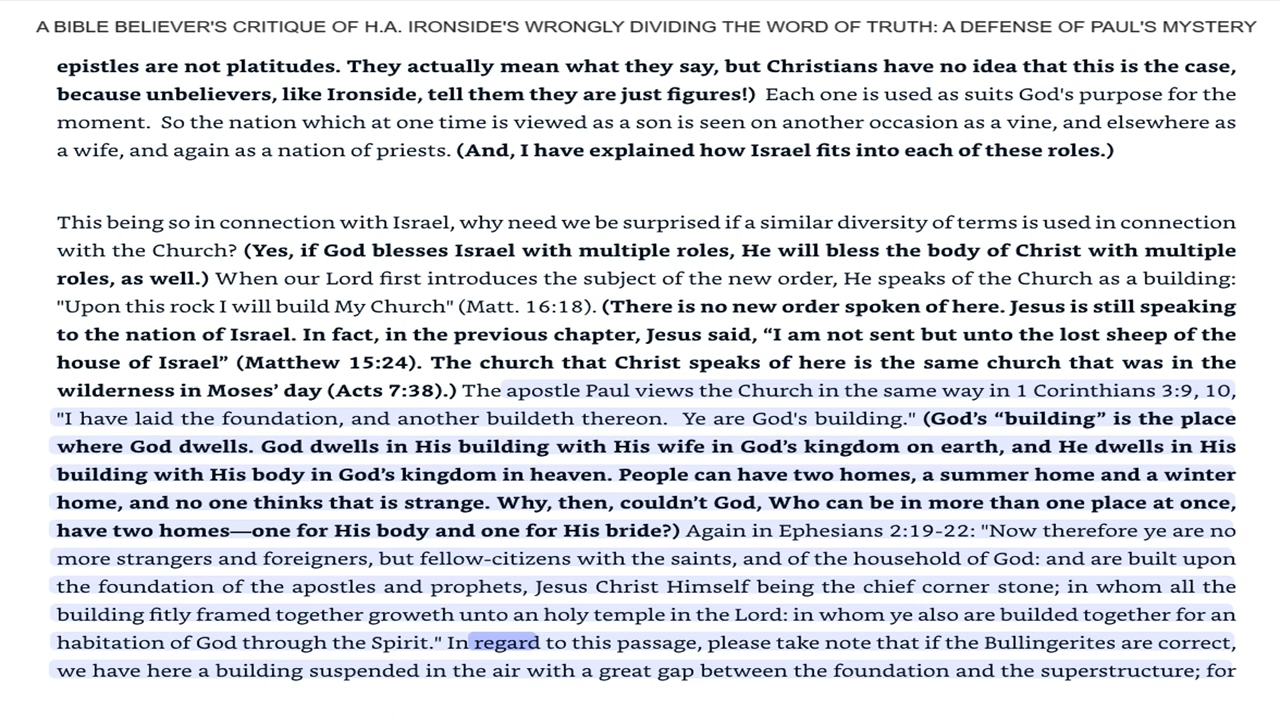 A BIBLE BELIEVER'S CRITIQUE OF H.A. IRONSIDE'S WRONGLY DIVIDING THE WORD OF TRUTH: A DEFENSE OF PAUL'S MYSTERY
epistles are not platitudes. They actually mean what they say, but Christians have no idea that this is the case,
because unbelievers, like Ironside, tell them they are just figures!) Each one is used as suits God's purpose for the
moment. So the nation which at one time is viewed as a son is seen on another occasion as a vine, and elsewhere as
a wife, and again as a nation of priests. (And, I have explained how Israel fits into each of these roles.)
This being so in connection with Israel, why need we be surprised if a similar diversity of terms is used in connection
with the Church? (Yes, if God blesses Israel with multiple roles, He will bless the body of Christ with multiple
roles, as well.) When our Lord first introduces the subject of the new order, He speaks of the Church as a building:
"Upon this rock I will build My Church" (Matt. 16:18). (There is no new order spoken of here. Jesus is still speaking
to the nation of Israel. In fact, in the previous chapter, Jesus said, “I am not sent but unto the lost sheep of the
house of Israel” (Matthew 15:24). The church that Christ speaks of here is the same church that was in the
wilderness in Moses’ day (Acts 7:38).) The apostle Paul views the Church in the same way in 1 Corinthians 3:9, 10,
"I have laid the foundation, and another buildeth thereon. Ye are God's building." (God’s “building” is the place
where God dwells. God dwells in His building with His wife in God’s kingdom on earth, and He dwells in His
building with His body in God’s kingdom in heaven. People can have two homes, a summer home and a winter
home, and no one thinks that is strange. Why, then, couldn’t God, Who can be in more than one place at once,
have two homes—one for His body and one for His bride?) Again in Ephesians 2:19-22: "Now therefore ye are no
more strangers and foreigners, but fellow-citizens with the saints, and of the household of God: and are built upon
the foundation of the apostles and prophets, Jesus Christ Himself being the chief corner stone; in whom all the
building fitly framed together groweth unto an holy temple in the Lord: in whom ye also are builded together for an
habitation of God through the Spirit." In regard to this passage, please take note that if the Bullingerites are correct,
we have here a building suspended in the air with a great gap between the foundation and the superstructure; for